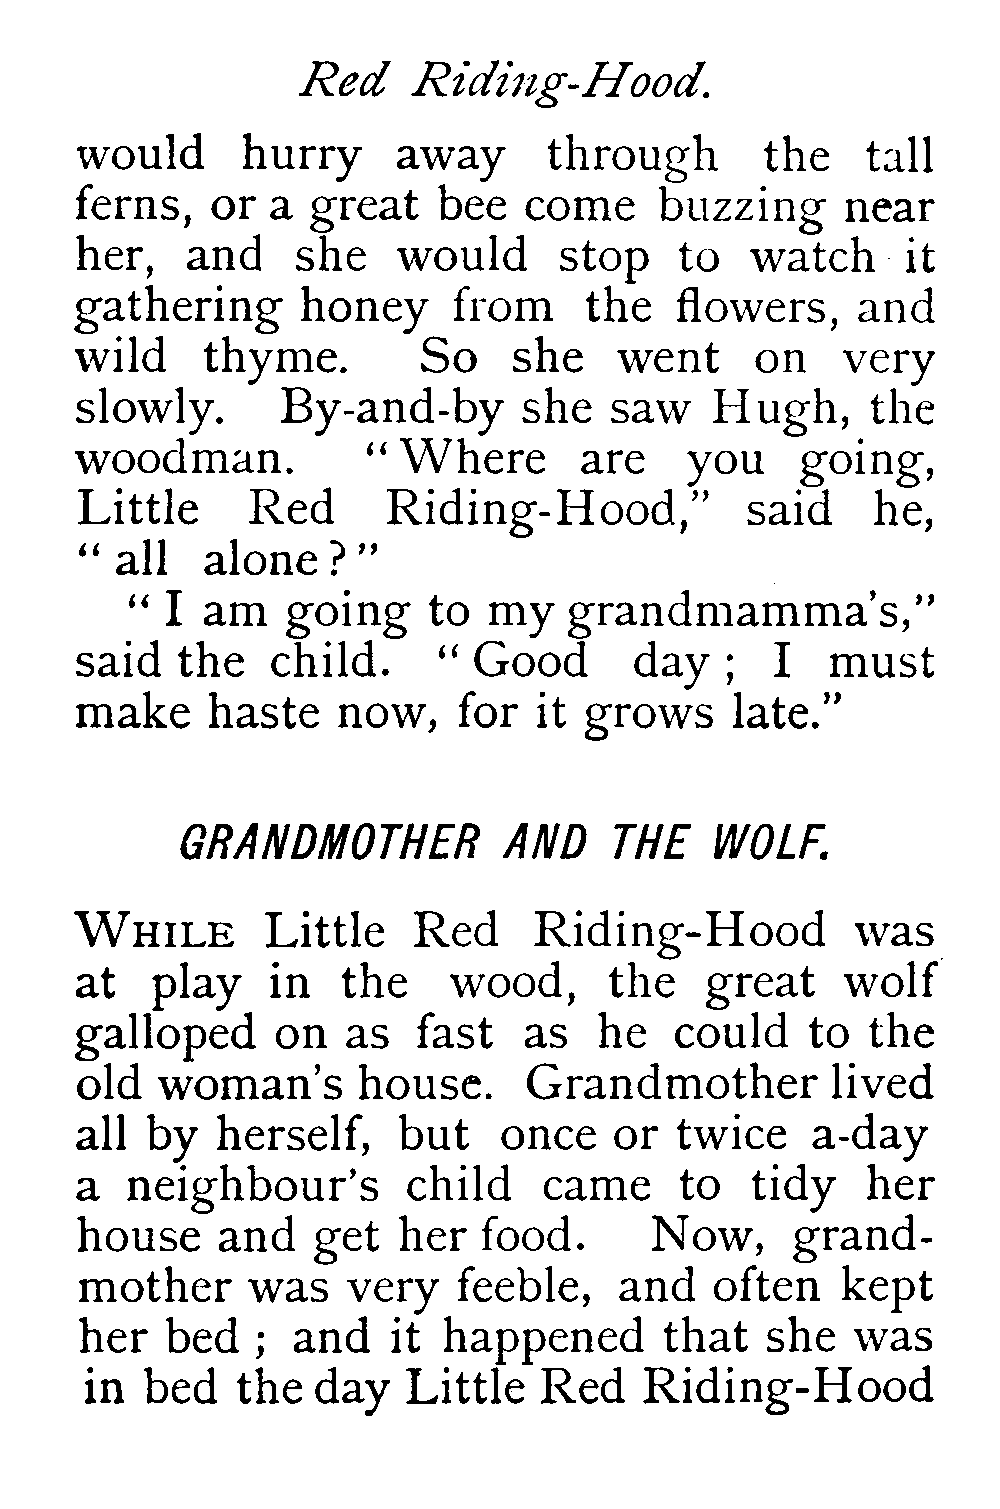 Red Riding-Hood.
would hurry away through the tall
ferns, or a great bee come buzzing near
her, and she would stop to watch it
gathering honey from the flowers, and
wild thyme. So she went on very
slowly. By-and-by she saw Hugh, the
woodman. "Where are you going,
Little Red Riding-Hood," said he,
"all alone?"
"I am going to my grandmamma's,"
said the child. "Good day; I must
make haste now, for it grows late."
GRANDMOTHER AND THE WOLF.
WHILE Little Red Riding-Hood was
at play in the wood, the great wolf
galloped on as fast as he could to the
old woman's house. Grandmother lived
all by herself, but once or twice a-day
a neighbour's child came to tidy her
house and get her food. Now, grand-
mother was very feeble, and often kept
her bed; and it happened that she was
in bed the day Little Red Riding-Hood